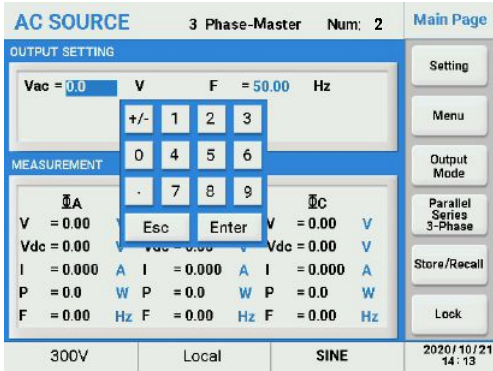 AC SOURCE 3 Phase-Master Num: 2 Main Page
OUTPUT SETTING
Vac = 0.0 V F = 50.00 Hz
+/- 1 2 3
0 4 5 6
. 7 8 9
Esc Enter
MEASUREMENT
ΦA ΦC
V = 0.00 V = 0.00 V
Vdc = 0.00 Vdc = 0.00 V
I = 0.000 A I = 0.000 A I = 0.000 A
P = 0.0 W P = 0.0 W P = 0.0 W
F = 0.00 Hz F = 0.00 Hz F = 0.00 Hz
Setting
Menu
Output
Mode
Parallel
Series
3-Phase
Store/Recall
Lock
300V Local SINE 2020/10/21
14:13